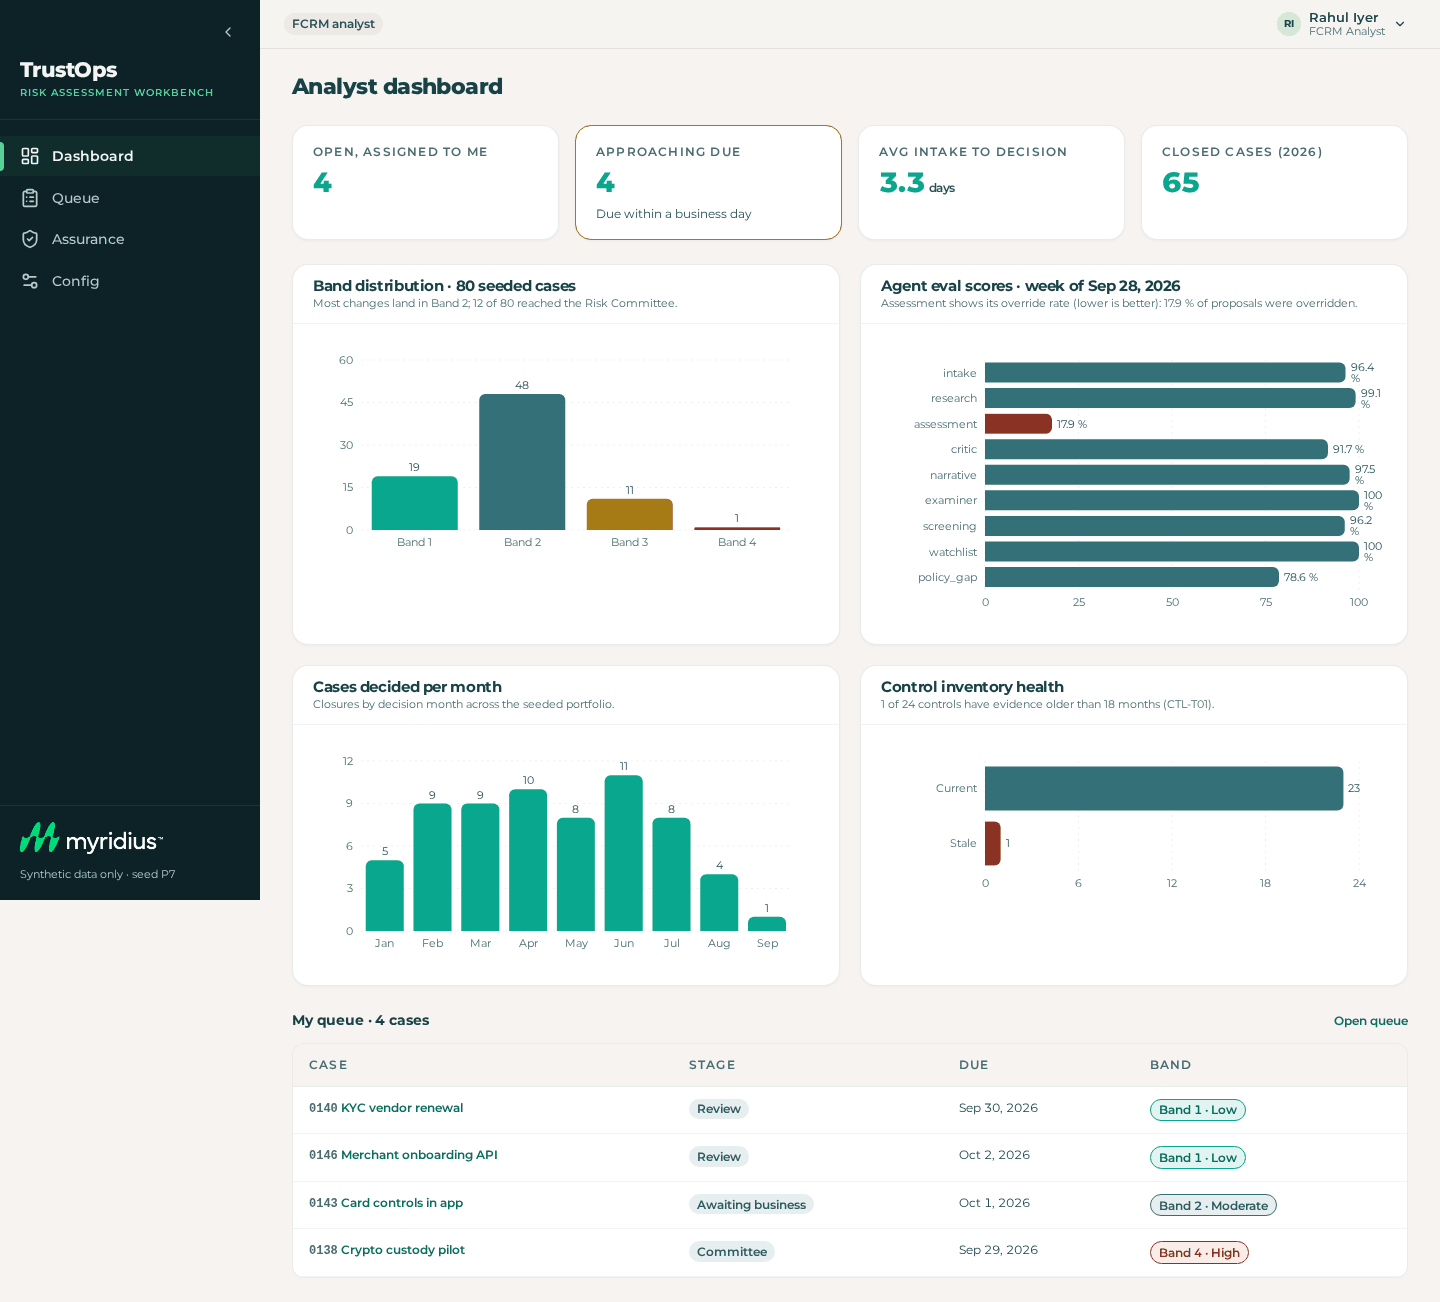 TrustOps
RISK ASSESSMENT WORKBENCH
Dashboard
Queue
Assurance
Config
myridius™
Synthetic data only · seed P7
FCRM analyst
RI
Rahul Iyer
FCRM Analyst
Analyst dashboard
OPEN, ASSIGNED TO ME
4
APPROACHING DUE
4
Due within a business day
AVG INTAKE TO DECISION
3.3 days
CLOSED CASES (2026)
65
Band distribution · 80 seeded cases
Most changes land in Band 2; 12 of 80 reached the Risk Committee.
60
45
30
15
0
19
48
11
1
Band 1
Band 2
Band 3
Band 4
Agent eval scores · week of Sep 28, 2026
Assessment shows its override rate (lower is better): 17.9 % of proposals were overridden.
intake
96.4
%
research
99.1
%
assessment
17.9 %
critic
91.7 %
narrative
97.5
%
examiner
100
%
screening
96.2
%
watchlist
100
%
policy_gap
78.6 %
0
25
50
75
100
Cases decided per month
Closures by decision month across the seeded portfolio.
12
9
6
3
0
5
9
9
10
8
11
8
4
1
Jan
Feb
Mar
Apr
May
Jun
Jul
Aug
Sep
Control inventory health
1 of 24 controls have evidence older than 18 months (CTL-T01).
Current
23
Stale
1
0
6
12
18
24
My queue · 4 cases
Open queue
CASE STAGE DUE BAND
0140 KYC vendor renewal Review Sep 30, 2026 Band 1 · Low
0146 Merchant onboarding API Review Oct 2, 2026 Band 1 · Low
0143 Card controls in app Awaiting business Oct 1, 2026 Band 2 · Moderate
0138 Crypto custody pilot Committee Sep 29, 2026 Band 4 · High